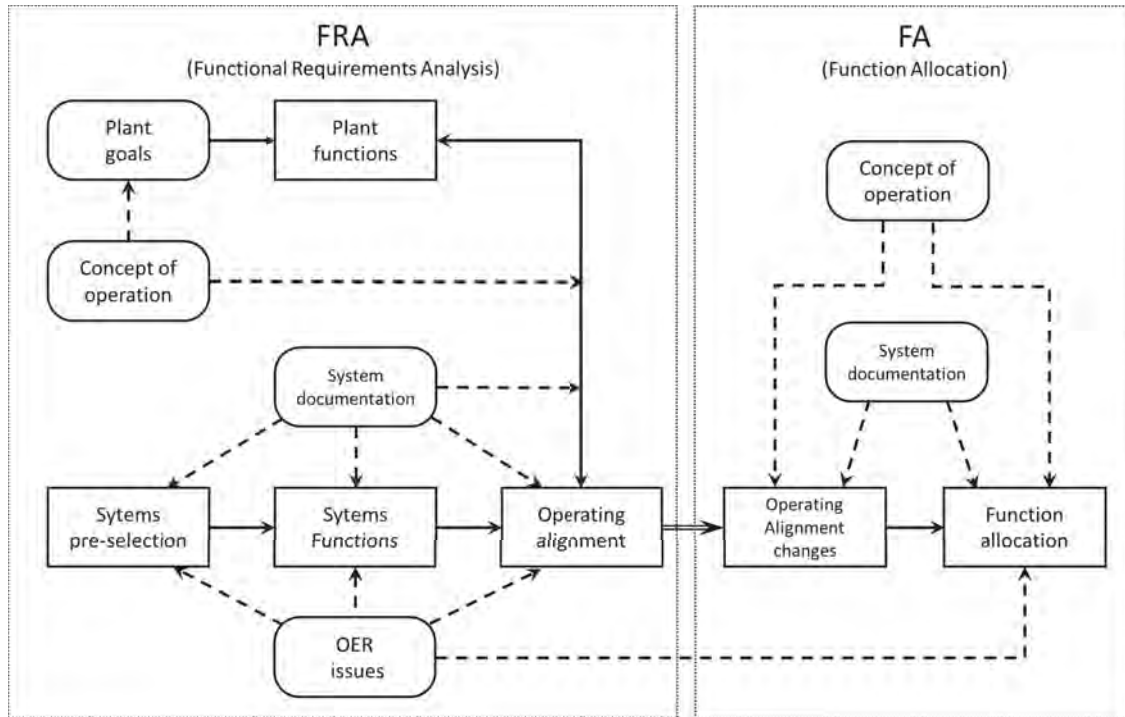 FRA
(Functional Requirements Analysis)
Plant
goals
Plant
functions
Concept of
operation
System
documentation
Sytems
pre-selection
Sytems
Functions
Operating
alignment
OER
issues
FA
(Function Allocation)
Concept of
operation
System
documentation
Operating
Alignment
changes
Function
allocation